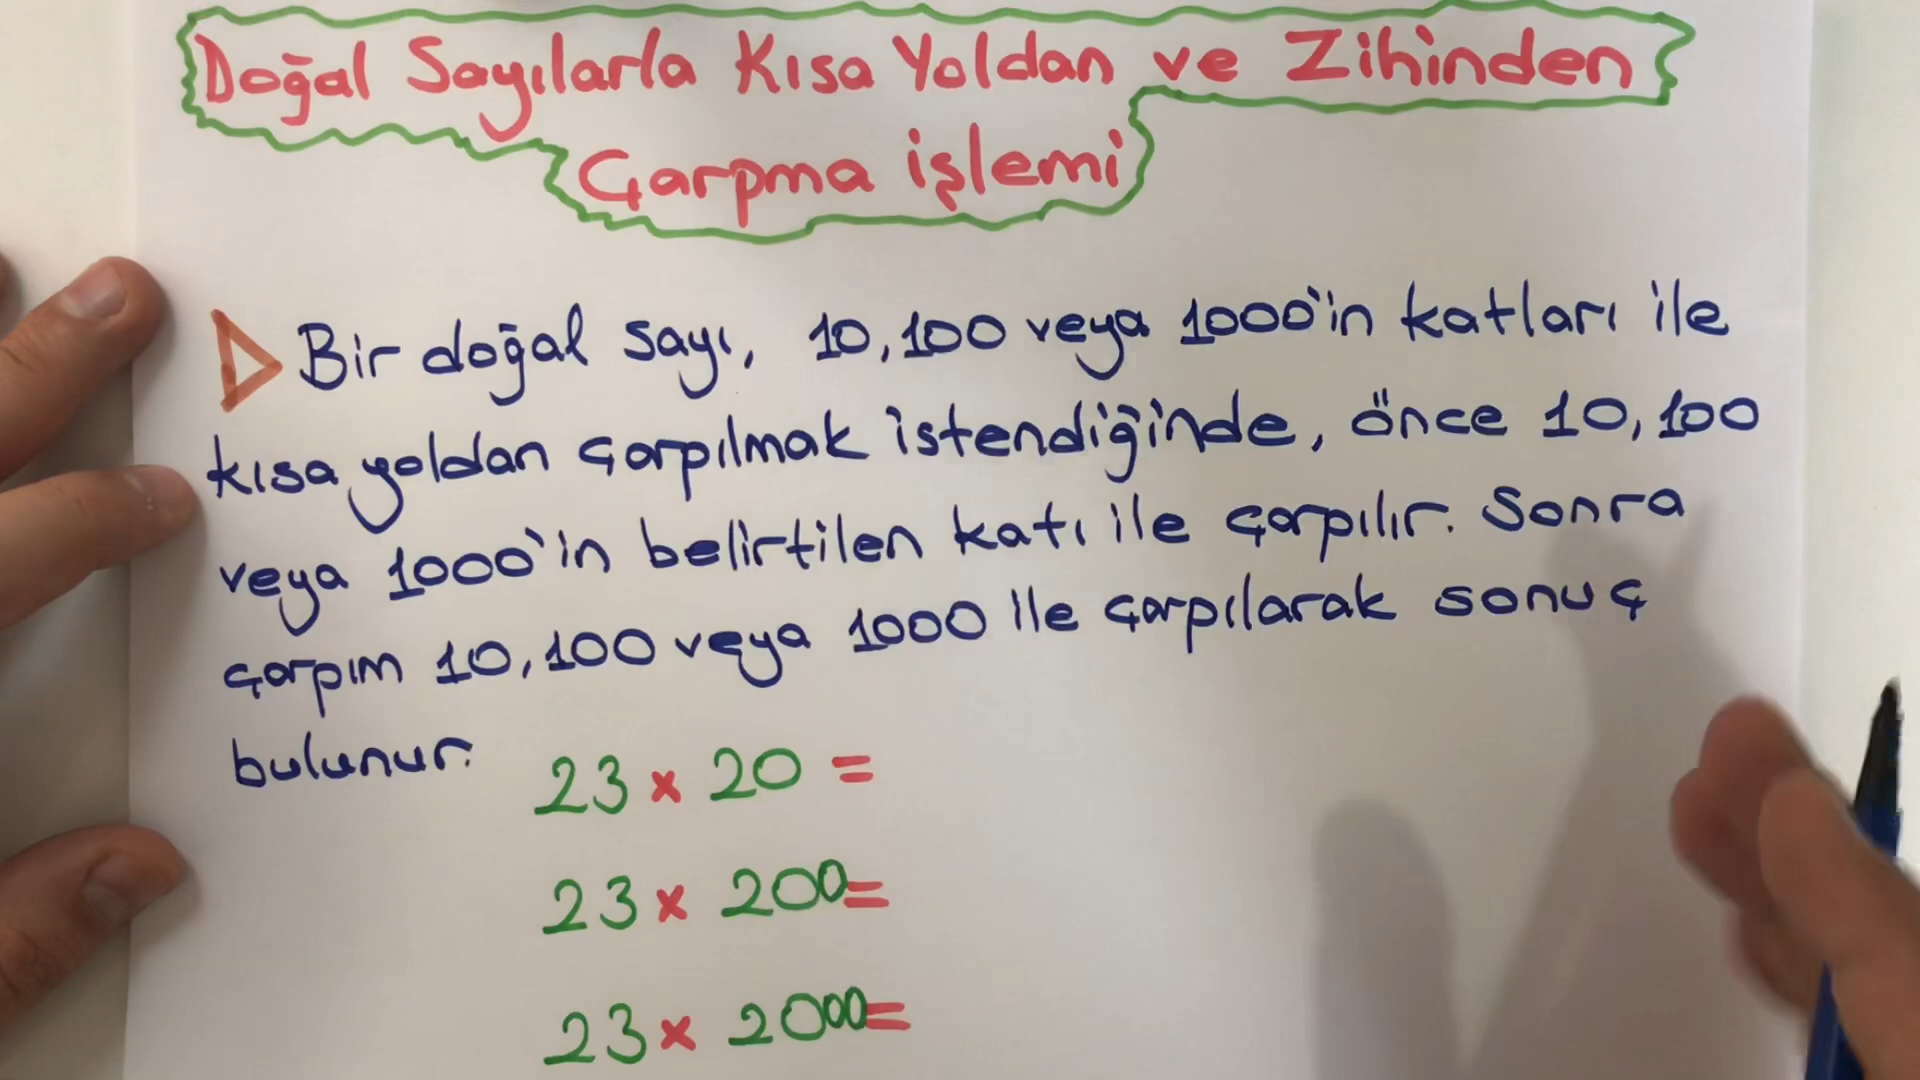 Doğal Sayılarla Kısa Yoldan ve Zihinden
Çarpma işlemi
Bir doğal sayı, 10, 100 veya 1000'in katları ile
kısa yoldan çarpılmak istendiğinde, önce 10, 100
veya 1000'in belirtilen katı ile çarpılır. Sonra
çarpım 10, 100 veya 1000 ile çarpılarak sonuç
bulunur.
23 x 20 =
23 x 200 =
23 x 2000 =